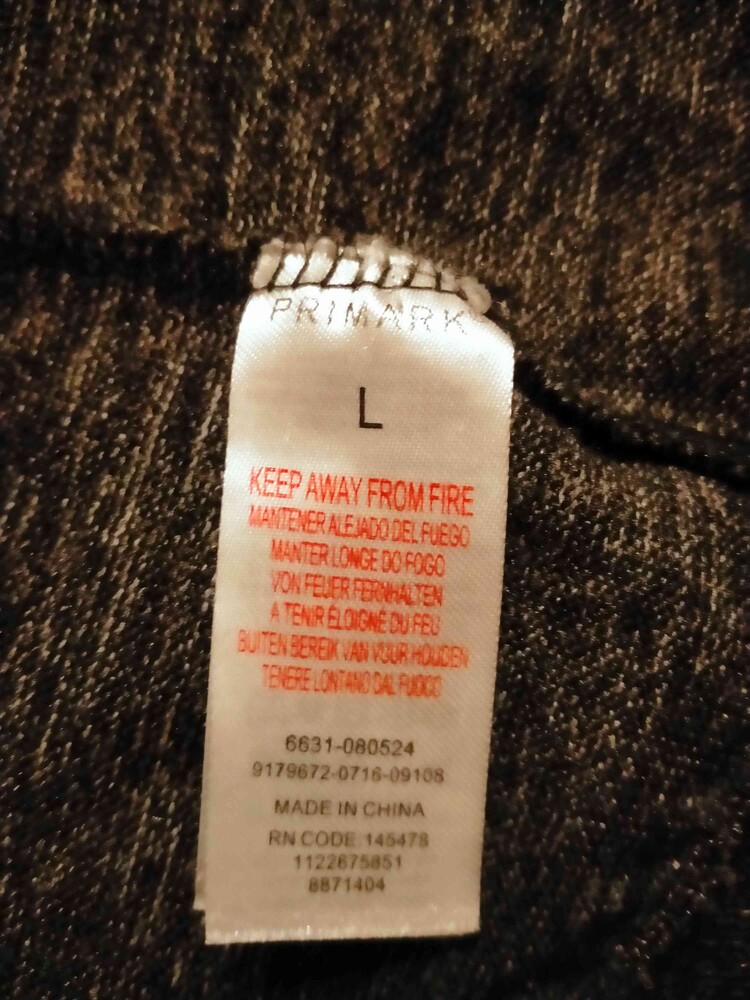 PRIMARK
L
KEEP AWAY FROM FIRE
MANTENER ALEJADO DEL FUEGO
MANTER LONGE DO FOGO
VON FEUER FERNHALTEN
A TENIR ÉLOIGNÉ DU FEU
BUITEN BEREIK VAN VUUR HOUDEN
TENERE LONTANO DAL FUOCO
6631-080524
9179672-0716-09108
MADE IN CHINA
RN CODE:145478
1122675851
8871404